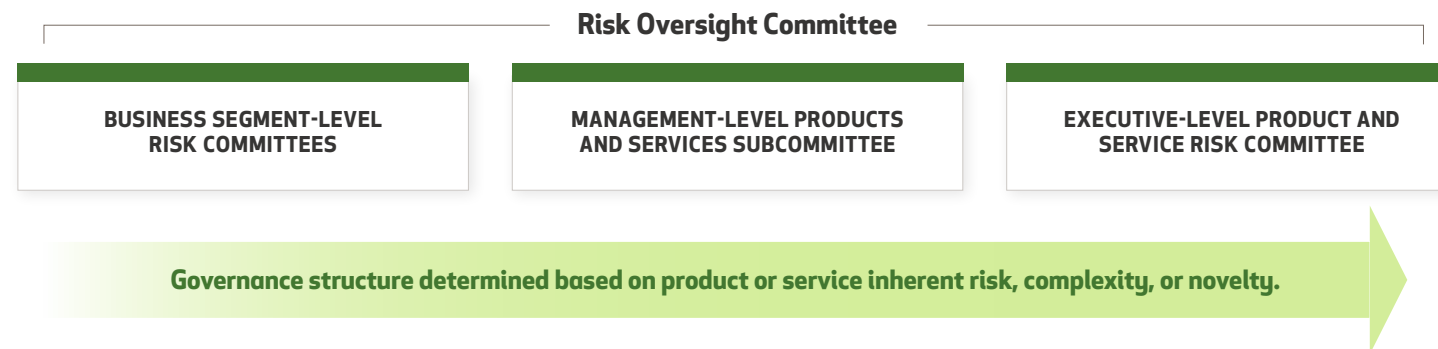 Risk Oversight Committee
BUSINESS SEGMENT-LEVEL
RISK COMMITTEES
MANAGEMENT-LEVEL PRODUCTS
AND SERVICES SUBCOMMITTEE
EXECUTIVE-LEVEL PRODUCT AND
SERVICE RISK COMMITTEE
Governance structure determined based on product or service inherent risk, complexity, or novelty.